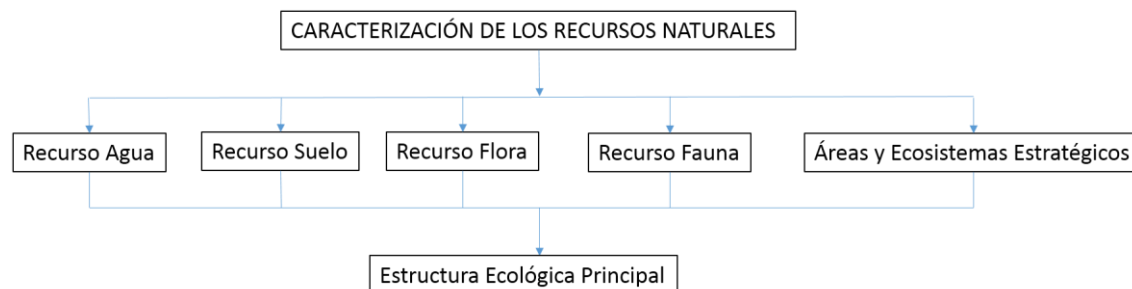 CARACTERIZACIÓN DE LOS RECURSOS NATURALES
Recurso Agua
Recurso Suelo
Recurso Flora
Recurso Fauna
Áreas y Ecosistemas Estratégicos
Estructura Ecológica Principal